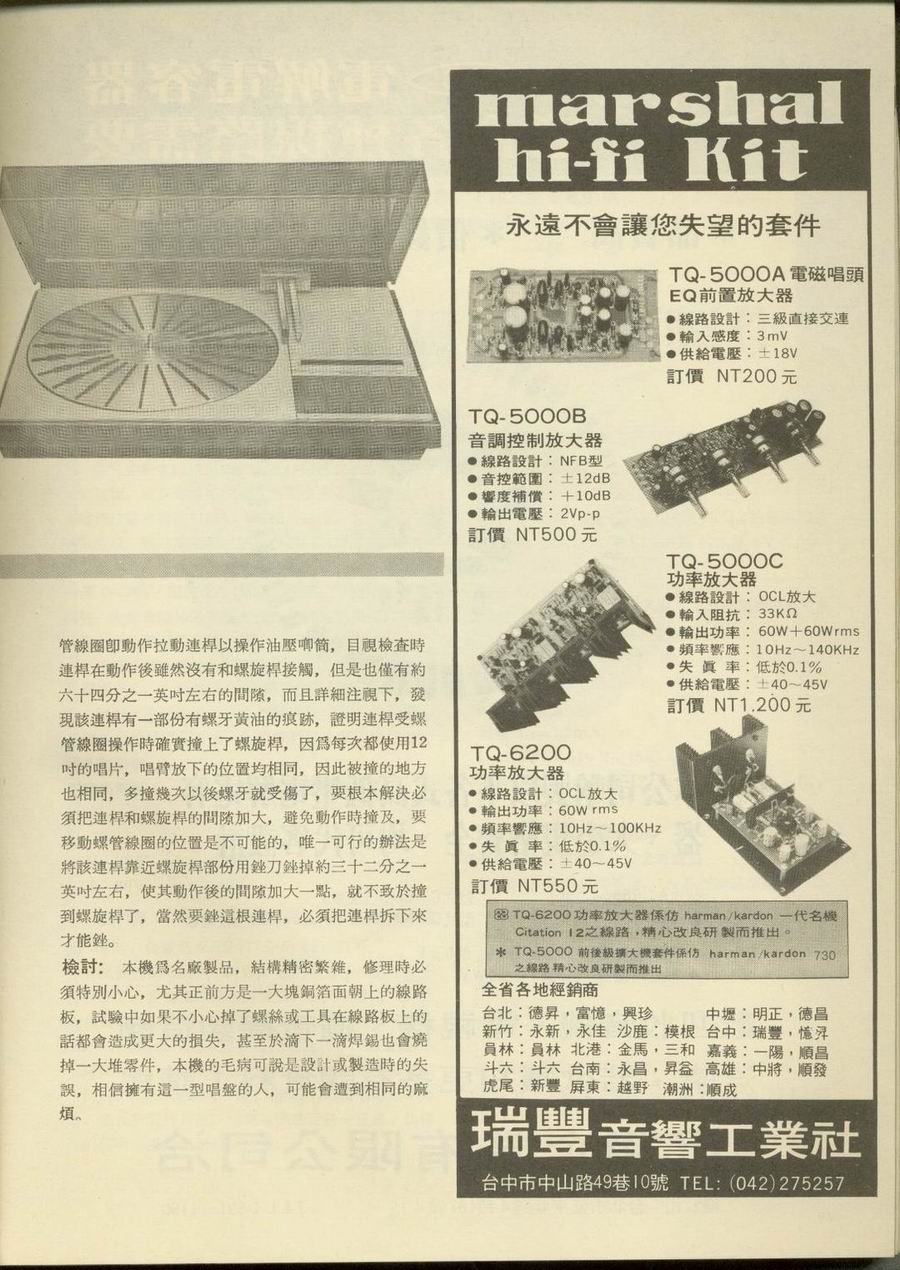 管線圈卽動作拉動連桿以操作油壓唧筒，目視檢查時
連桿在動作後雖然沒有和螺旋桿接觸，但是也僅有約
六十四分之一英吋左右的間隙，而且詳細注視下，發
現該連桿有一部份有螺牙黃油的痕跡，證明連桿受螺
管線圈操作時確實撞上了螺旋桿，因爲每次都使用12
吋的唱片，唱臂放下的位置均相同，因此被撞的地方
也相同，多撞幾次以後螺牙就受傷了，要根本解決必
須把連桿和螺旋桿的間隙加大，避免動作時撞及，要
移動螺管線圈的位置是不可能的，唯一可行的辦法是
將該連桿靠近螺旋桿部份用銼刀銼掉約三十二分之一
英吋左右，使其動作後的間隙加大一點，就不致於撞
到螺旋桿了，當然要銼這根連桿，必須把連桿拆下來
才能銼。
檢討：　本機爲名廠製品，結構精密繁雜，修理時必
須特別小心，尤其正前方是一大塊銅箔面朝上的線路
板，試驗中如果不小心掉了螺絲或工具在線路板上的
話都會造成更大的損失，甚至於滴下一滴焊錫也會燒
掉一大堆零件，本機的毛病可說是設計或製造時的失
誤，相信擁有這一型唱盤的人，可能會遭到相同的麻
煩。
marshal
hi-fi Kit
永遠不會讓您失望的套件
TQ-5000A 電磁唱頭
EQ前置放大器
●線路設計：三級直接交連
●輸入感度：3mV
●供給電壓：±18V
訂價 NT200元
TQ-5000B
音調控制放大器
●線路設計：NFB型
●音控範圍：±12dB
●響度補償：＋10dB
●輸出電壓：2Vp-p
訂價 NT500元
TQ-5000C
功率放大器
●線路設計：OCL放大
●輸入阻抗：33KΩ
●輸出功率：60W＋60Wrms
●頻率響應：10Hz～140KHz
●失 眞 率：低於0.1%
●供給電壓：±40～45V
訂價 NT1.200元
TQ-6200
功率放大器
●線路設計：OCL放大
●輸出功率：60W rms
●頻率響應：10Hz～100KHz
●失 眞 率：低於0.1%
●供給電壓：±40～45V
訂價 NT550元
TQ-6200功率放大器係仿 harman/kardon 一代名機
Citation 12之線路，精心改良研製而推出。
＊ TQ-5000 前後級擴大機套件係仿 harman/kardon 730
之線路精心改良研製而推出
全省各地經銷商
台北：德昇，富憶，興珍　中壢：明正，德昌
新竹：永新，永佳 沙鹿：模根 台中：瑞豐，
員林：員林 北港：金馬，三和 嘉義：一陽，順昌
斗六：斗六 台南：永昌，昇益 高雄：中將，順發
虎尾：新豐 屏東：越野 潮洲：順成
瑞豐音響工業社
台中市中山路49巷10號 TEL: (042)275257